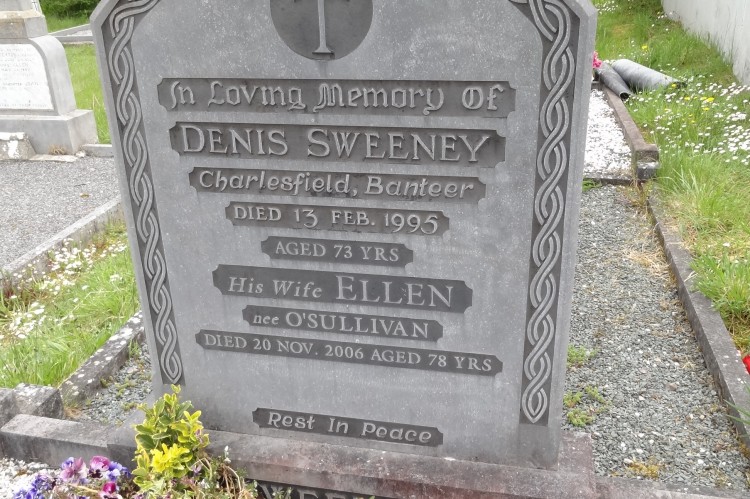 In Loving Memory Of
DENIS SWEENEY
Charlesfield, Banteer
DIED 13 FEB. 1995
AGED 73 YRS
His Wife ELLEN
nee O'SULLIVAN
DIED 20 NOV. 2006 AGED 78 YRS
Rest In Peace